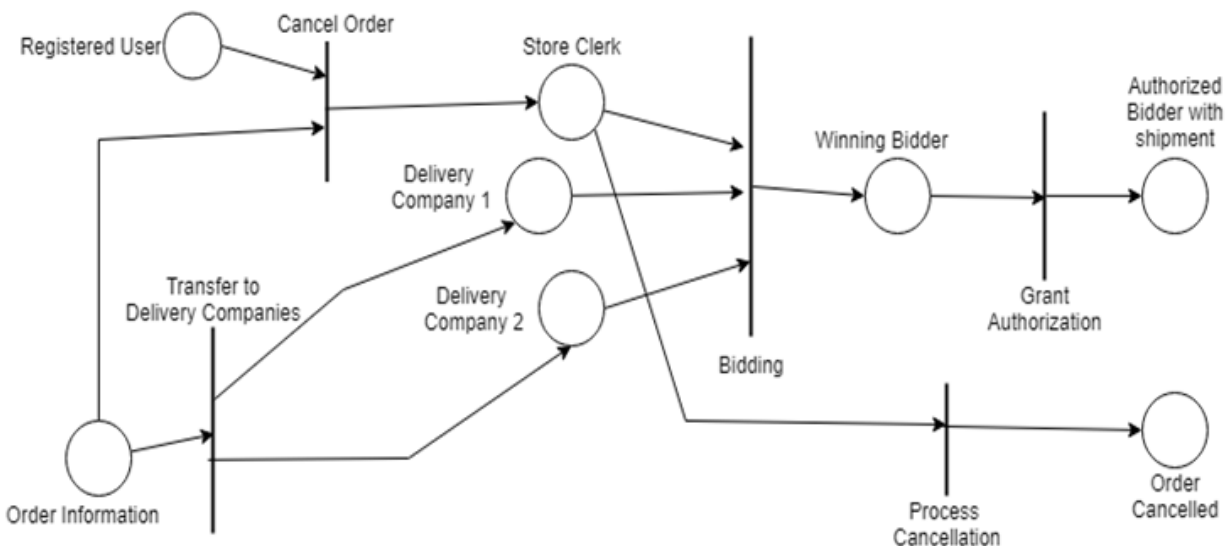 Cancel Order
Registered User
Store Clerk
Authorized
Bidder with
shipment
Winning Bidder
Delivery
Company 1
Transfer to
Delivery Companies
Delivery
Company 2
Grant
Authorization
Bidding
Order Information
Process
Cancellation
Order
Cancelled